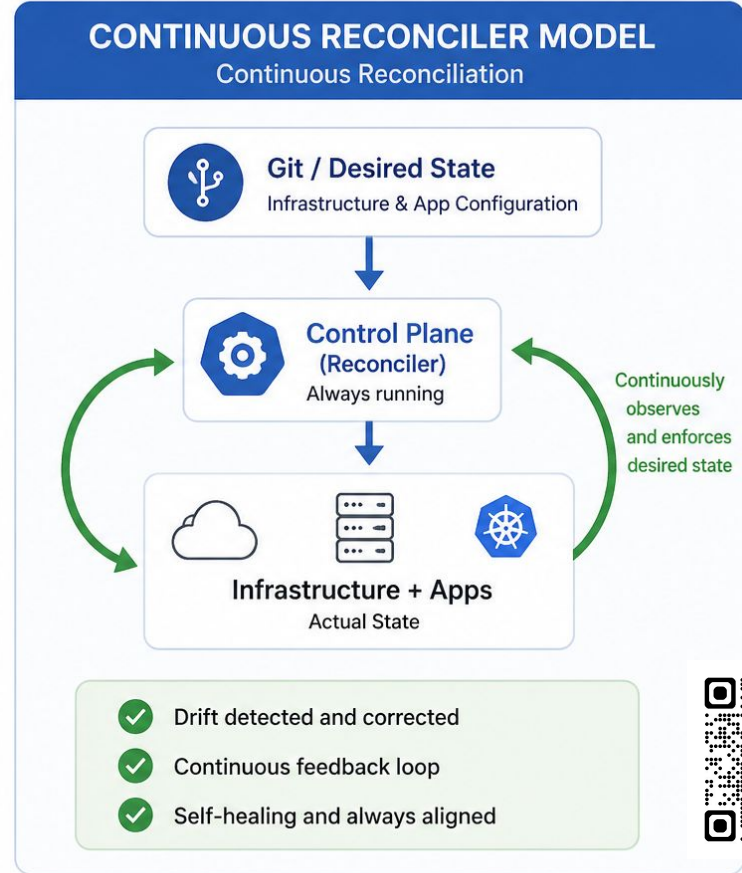 CONTINUOUS RECONCILER MODEL
Continuous Reconciliation
Git / Desired State
Infrastructure & App Configuration
Control Plane
(Reconciler)
Always running
Continuously
observes
and enforces
desired state
Infrastructure + Apps
Actual State
Drift detected and corrected
Continuous feedback loop
Self-healing and always aligned